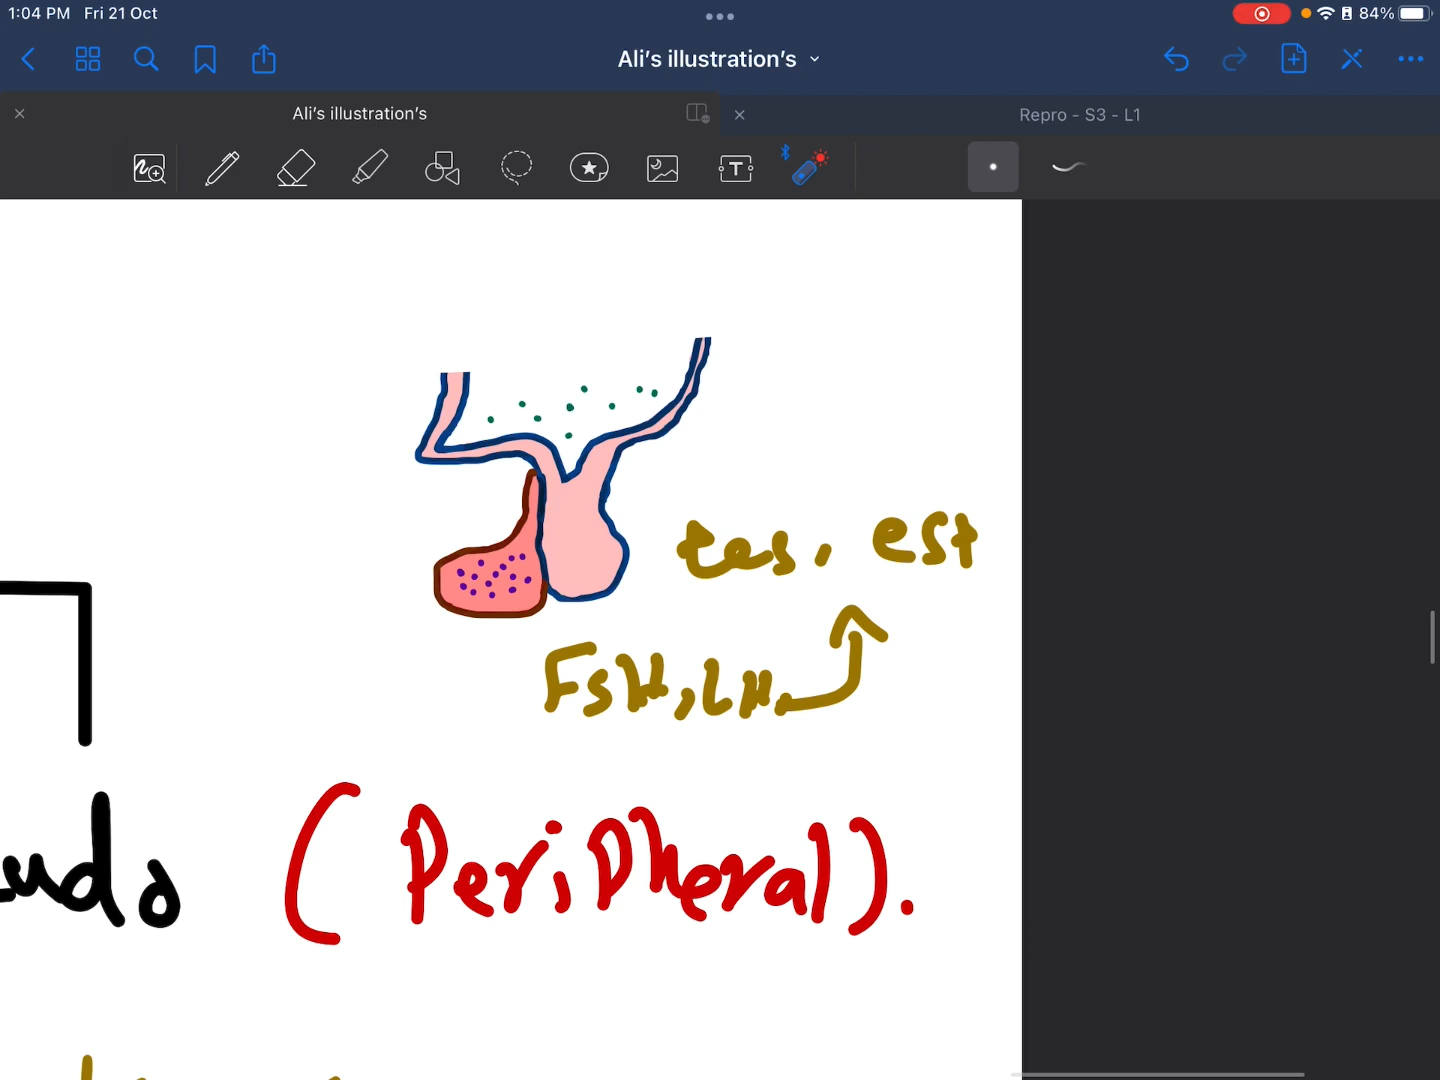 1:04 PM Fri 21 Oct
84%
Ali's illustration's
Ali's illustration's
Repro - S3 - L1
T
tes, est
FSH, LH,
udo (Peripheral).